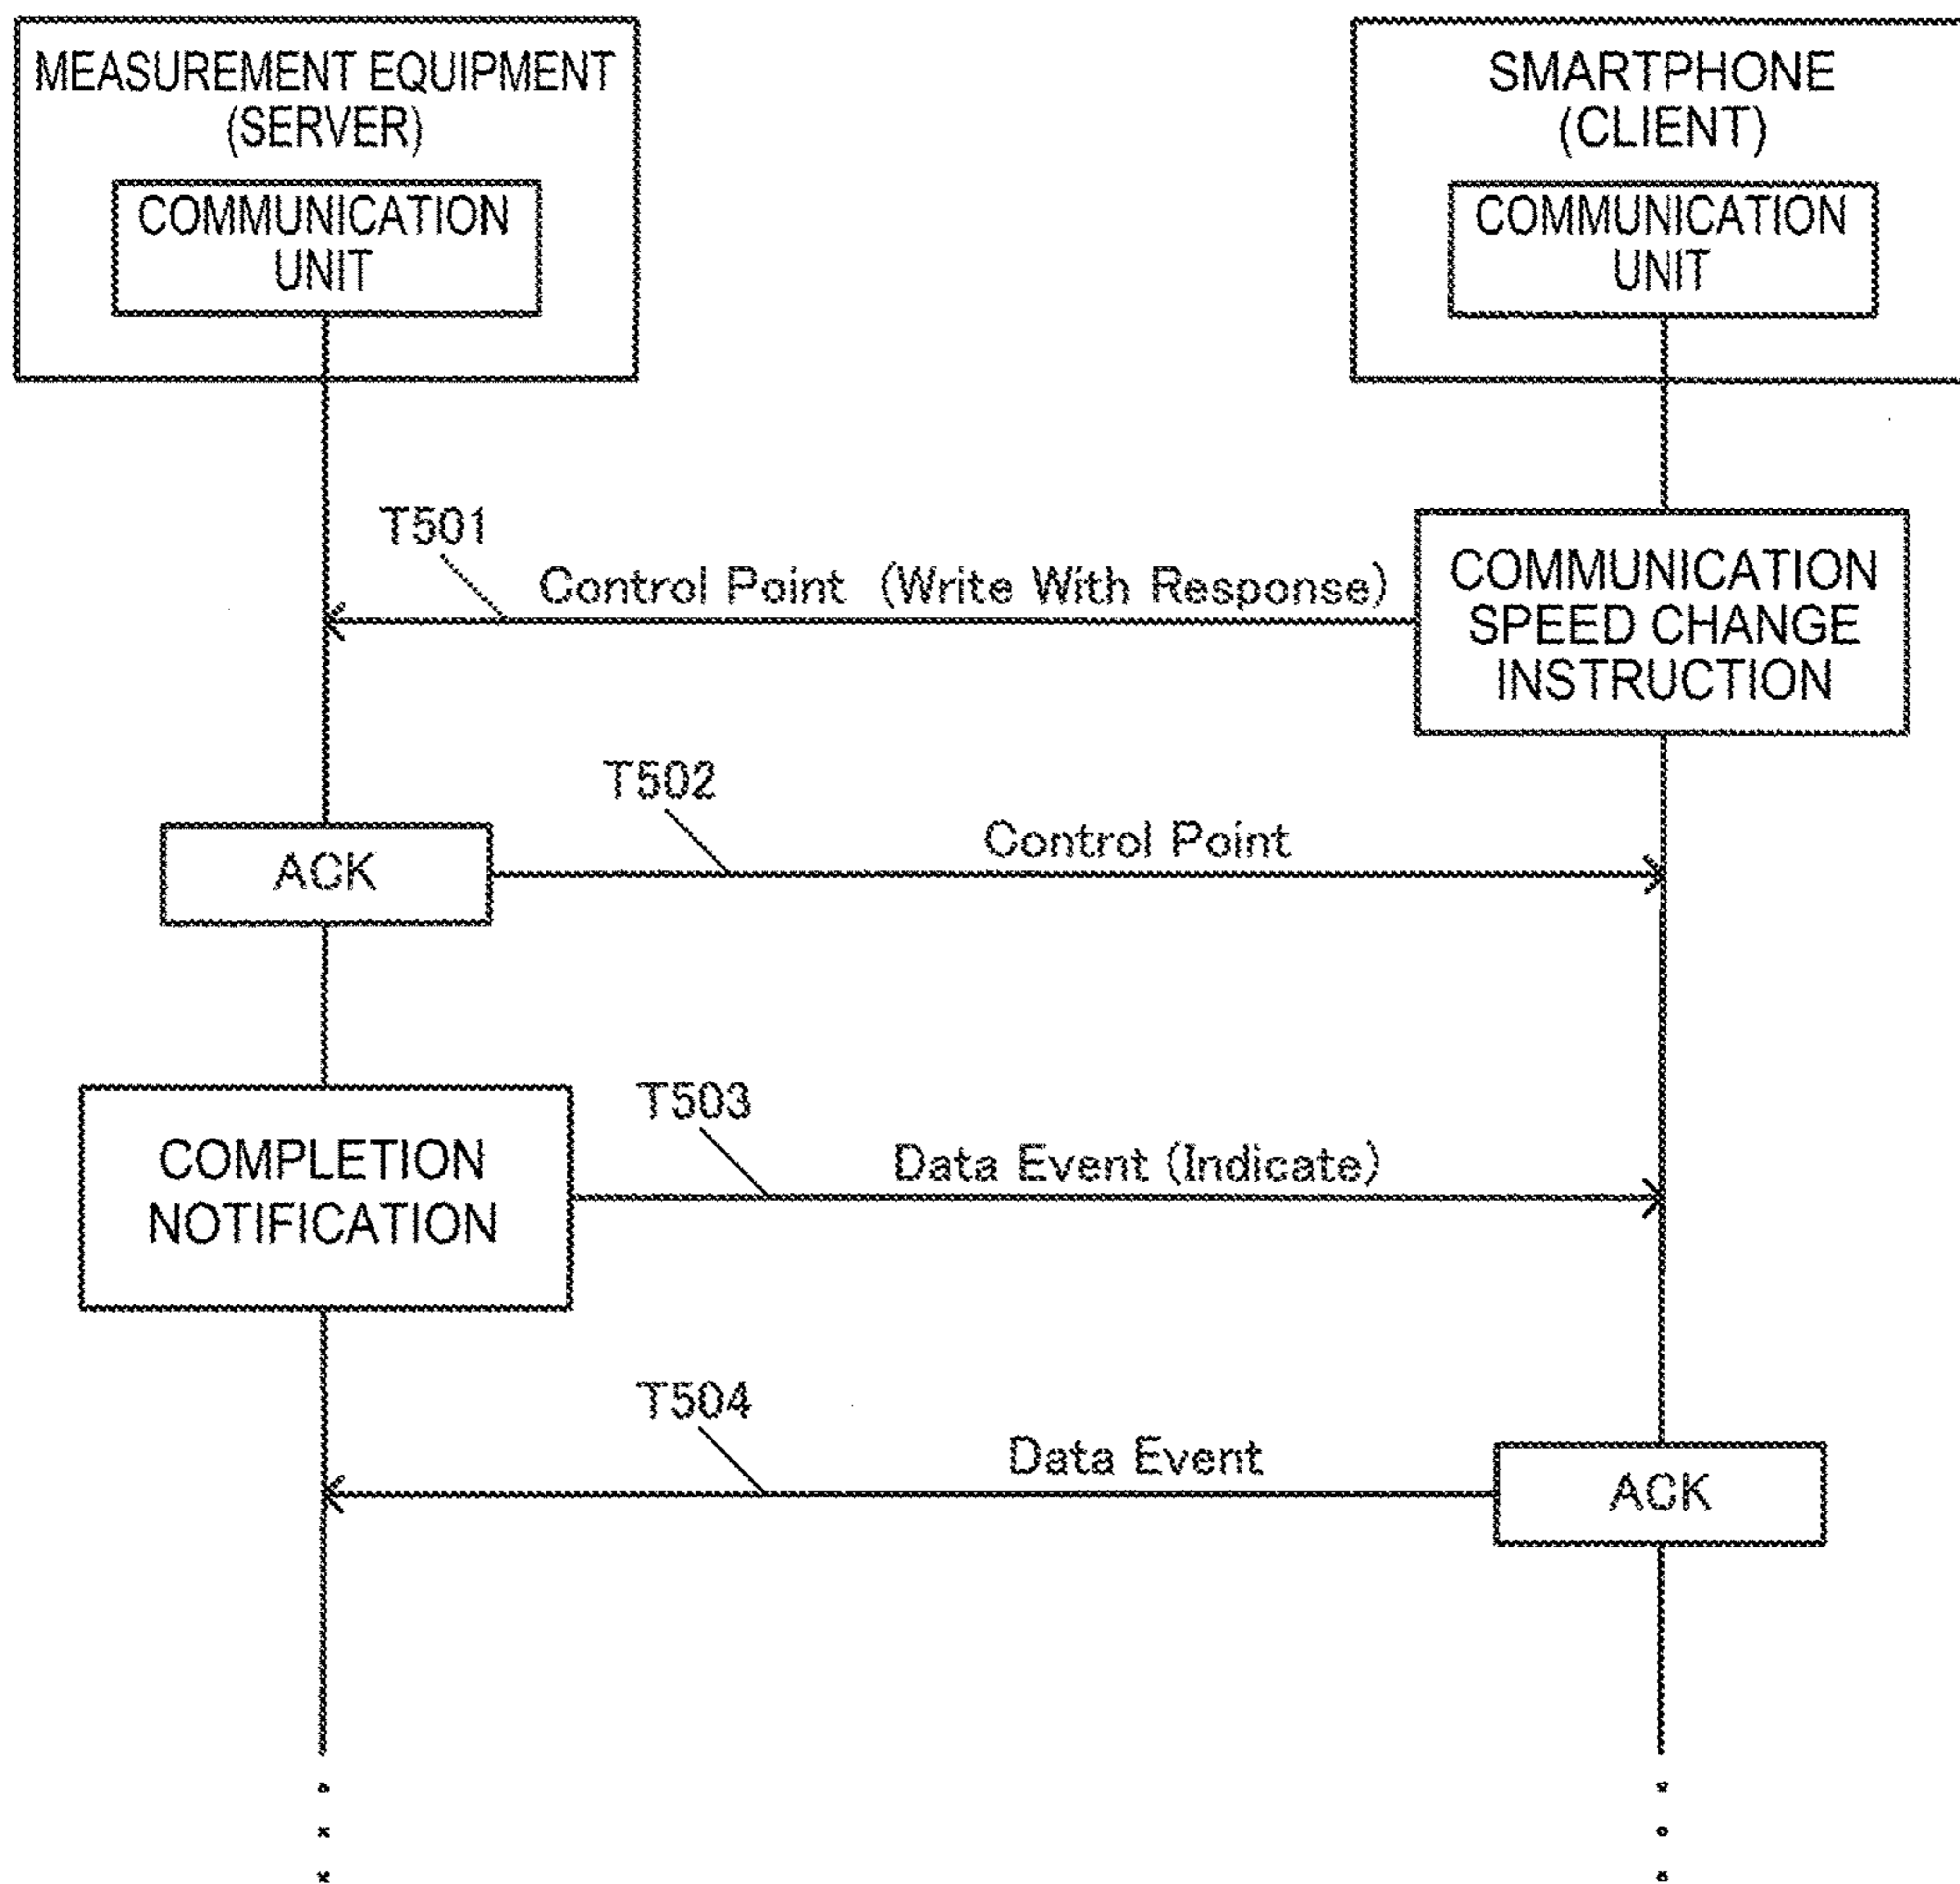 MEASUREMENT EQUIPMENT
(SERVER)
COMMUNICATION
UNIT
SMARTPHONE
(CLIENT)
COMMUNICATION
UNIT
T501
Control Point (Write With Response)
COMMUNICATION
SPEED CHANGE
INSTRUCTION
T502
Control Point
ACK
T503
Data Event (Indicate)
COMPLETION
NOTIFICATION
T504
Data Event
ACK